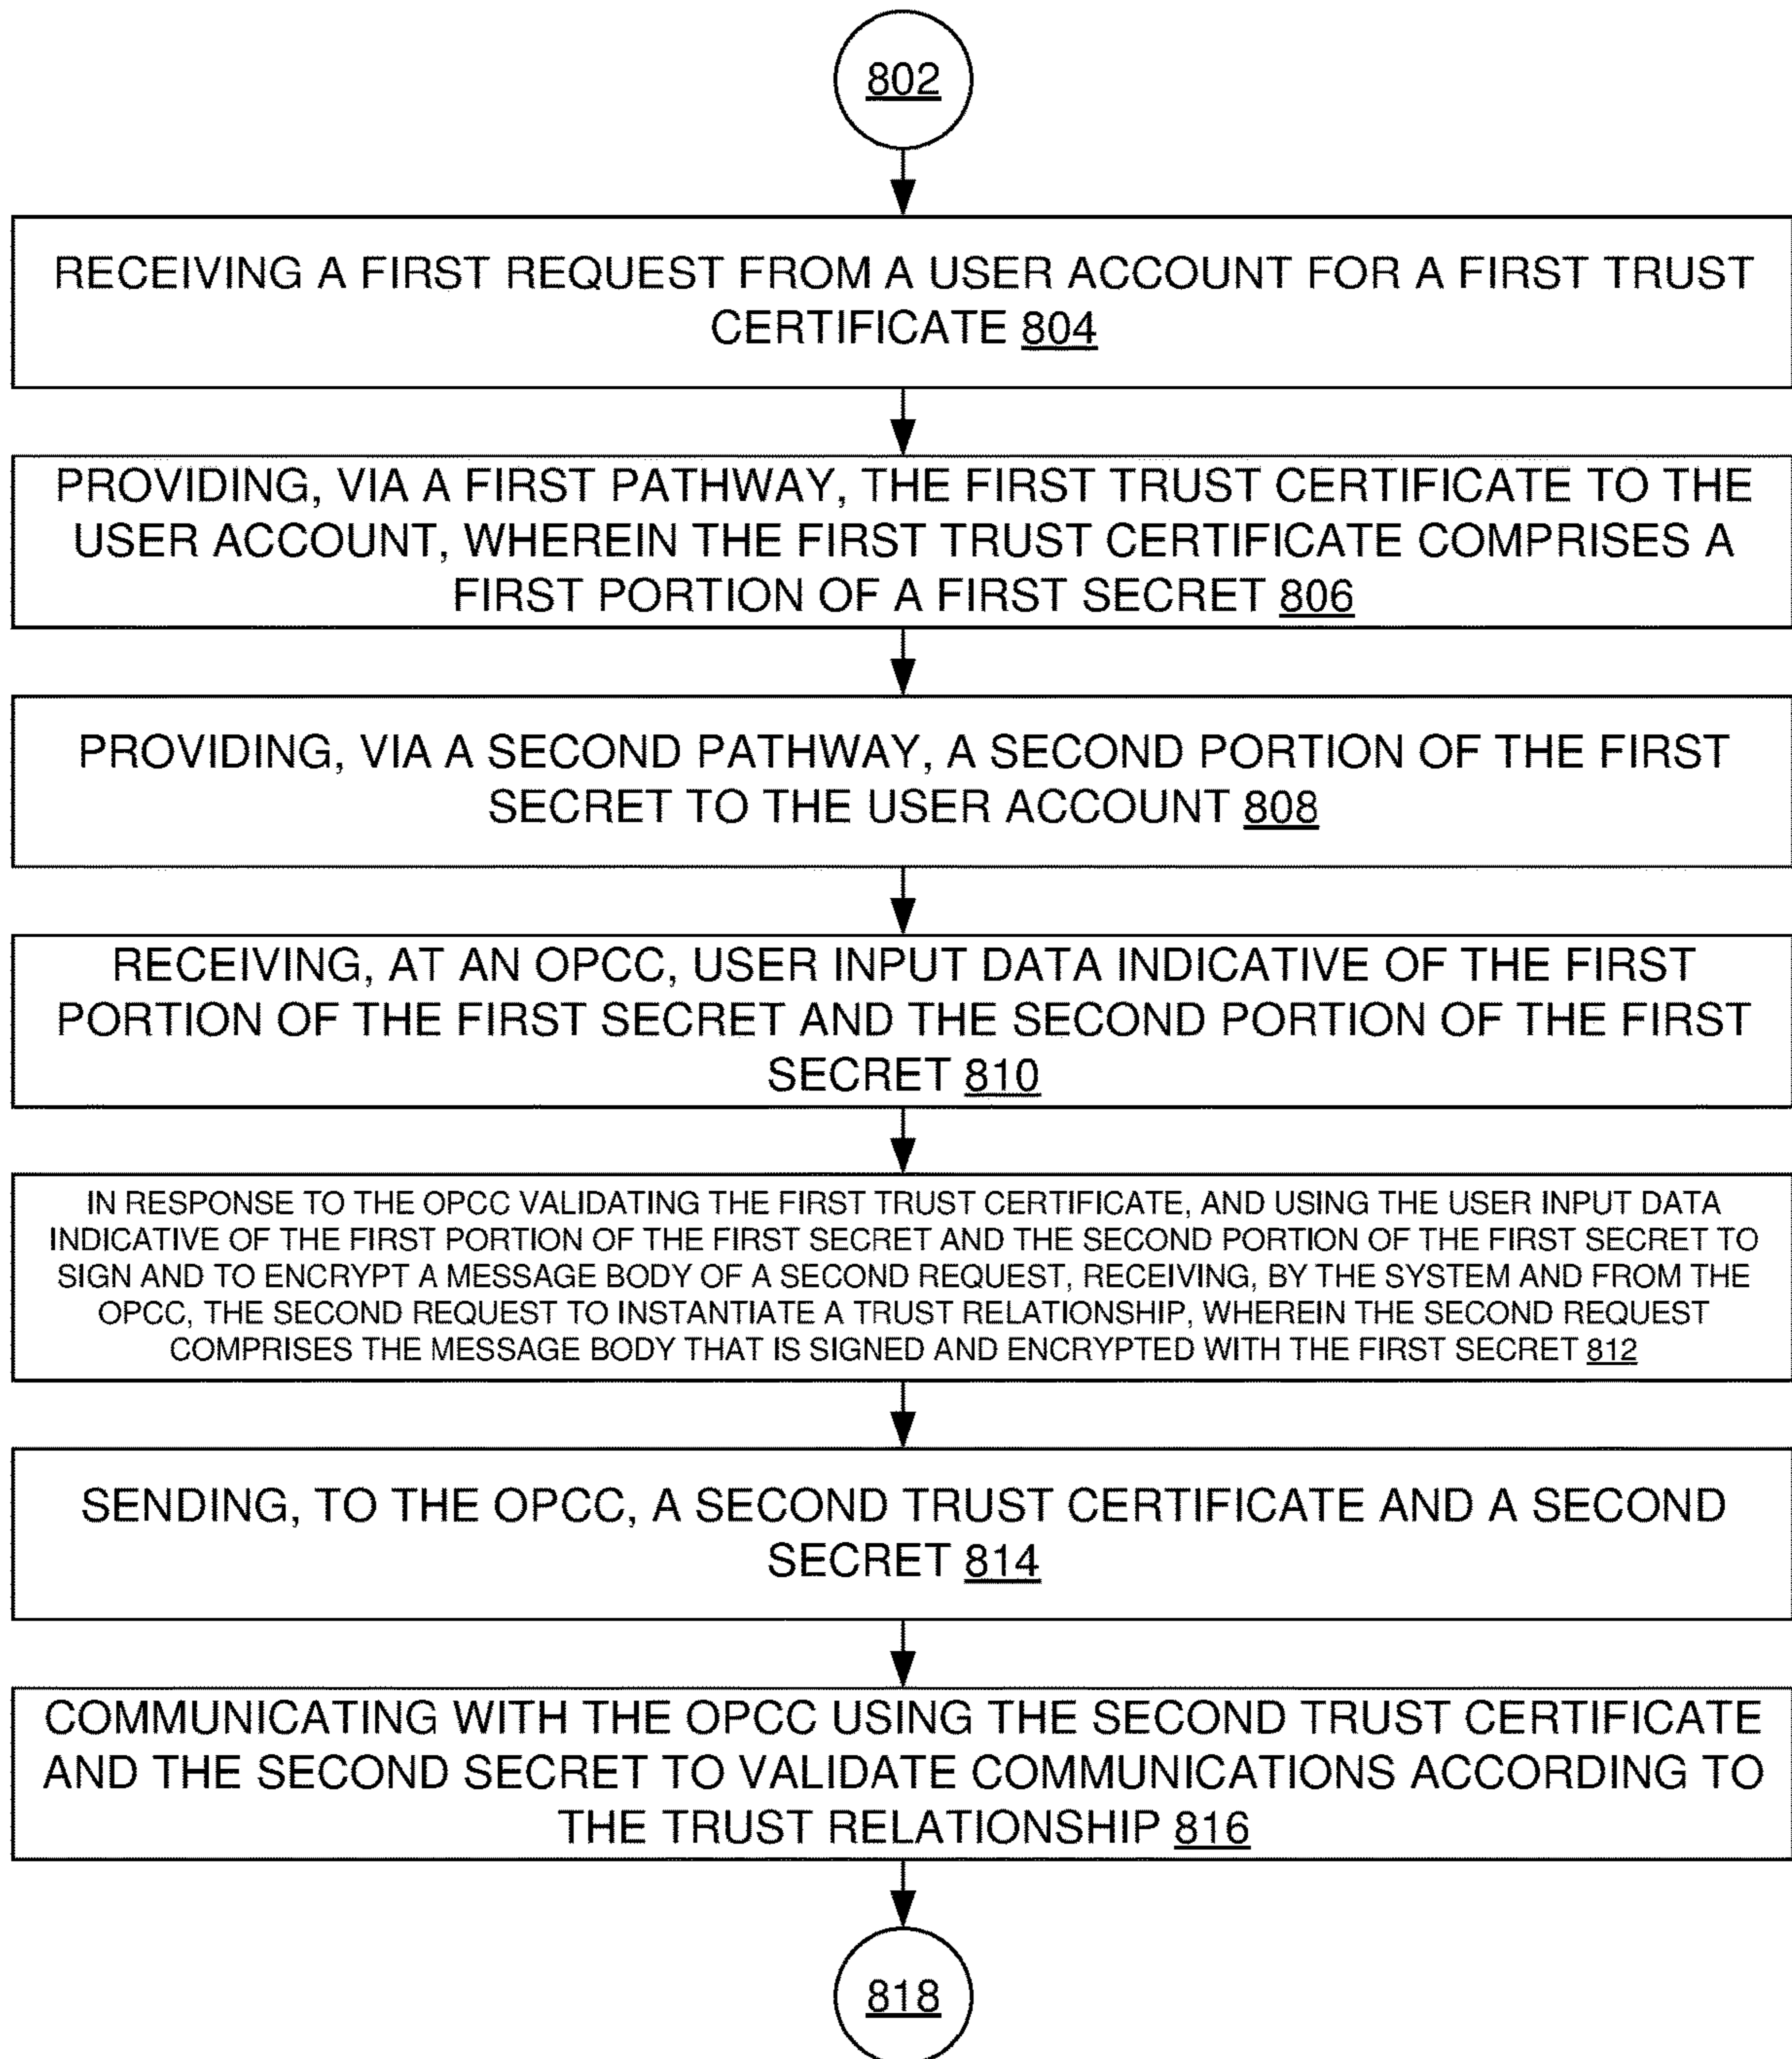 802
RECEIVING A FIRST REQUEST FROM A USER ACCOUNT FOR A FIRST TRUST
CERTIFICATE 804
PROVIDING, VIA A FIRST PATHWAY, THE FIRST TRUST CERTIFICATE TO THE
USER ACCOUNT, WHEREIN THE FIRST TRUST CERTIFICATE COMPRISES A
FIRST PORTION OF A FIRST SECRET 806
PROVIDING, VIA A SECOND PATHWAY, A SECOND PORTION OF THE FIRST
SECRET TO THE USER ACCOUNT 808
RECEIVING, AT AN OPCC, USER INPUT DATA INDICATIVE OF THE FIRST
PORTION OF THE FIRST SECRET AND THE SECOND PORTION OF THE FIRST
SECRET 810
IN RESPONSE TO THE OPCC VALIDATING THE FIRST TRUST CERTIFICATE, AND USING THE USER INPUT DATA
INDICATIVE OF THE FIRST PORTION OF THE FIRST SECRET AND THE SECOND PORTION OF THE FIRST SECRET TO
SIGN AND TO ENCRYPT A MESSAGE BODY OF A SECOND REQUEST, RECEIVING, BY THE SYSTEM AND FROM THE
OPCC, THE SECOND REQUEST TO INSTANTIATE A TRUST RELATIONSHIP, WHEREIN THE SECOND REQUEST
COMPRISES THE MESSAGE BODY THAT IS SIGNED AND ENCRYPTED WITH THE FIRST SECRET 812
SENDING, TO THE OPCC, A SECOND TRUST CERTIFICATE AND A SECOND
SECRET 814
COMMUNICATING WITH THE OPCC USING THE SECOND TRUST CERTIFICATE
AND THE SECOND SECRET TO VALIDATE COMMUNICATIONS ACCORDING TO
THE TRUST RELATIONSHIP 816
818